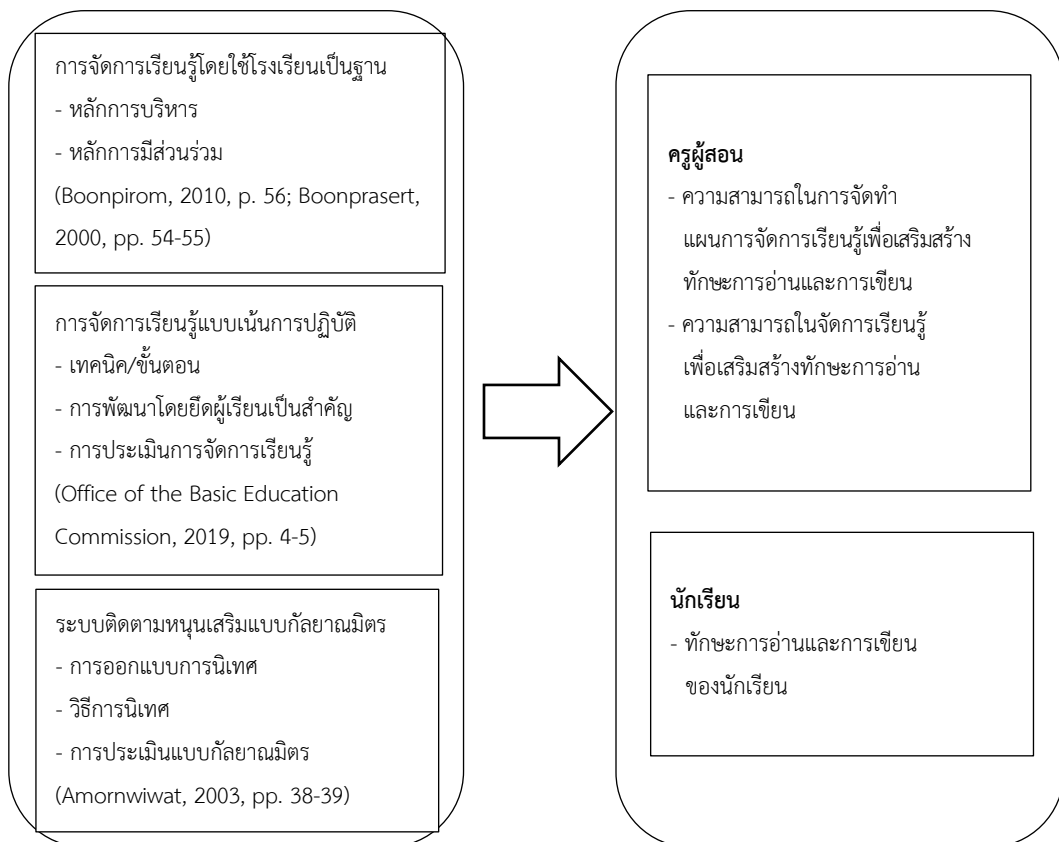 การจัดการเรียนรู้โดยใช้โรงเรียนเป็นฐาน
- หลักการบริหาร
- หลักการมีส่วนร่วม
(Boonpirom, 2010, p. 56; Boonprasert,
2000, pp. 54-55)
การจัดการเรียนรู้แบบเน้นการปฏิบัติ
- เทคนิค/ขั้นตอน
- การพัฒนาโดยยึดผู้เรียนเป็นสำคัญ
- การประเมินการจัดการเรียนรู้
(Office of the Basic Education
Commission, 2019, pp. 4-5)
ระบบติดตามหนุนเสริมแบบกัลยาณมิตร
- การออกแบบการนิเทศ
- วิธีการนิเทศ
- การประเมินแบบกัลยาณมิตร
(Amornwiwat, 2003, pp. 38-39)
ครูผู้สอน
- ความสามารถในการจัดทำ
แผนการจัดการเรียนรู้เพื่อเสริมสร้าง
ทักษะการอ่านและการเขียน
- ความสามารถในจัดการเรียนรู้
เพื่อเสริมสร้างทักษะการอ่าน
และการเขียน
นักเรียน
- ทักษะการอ่านและการเขียน
ของนักเรียน